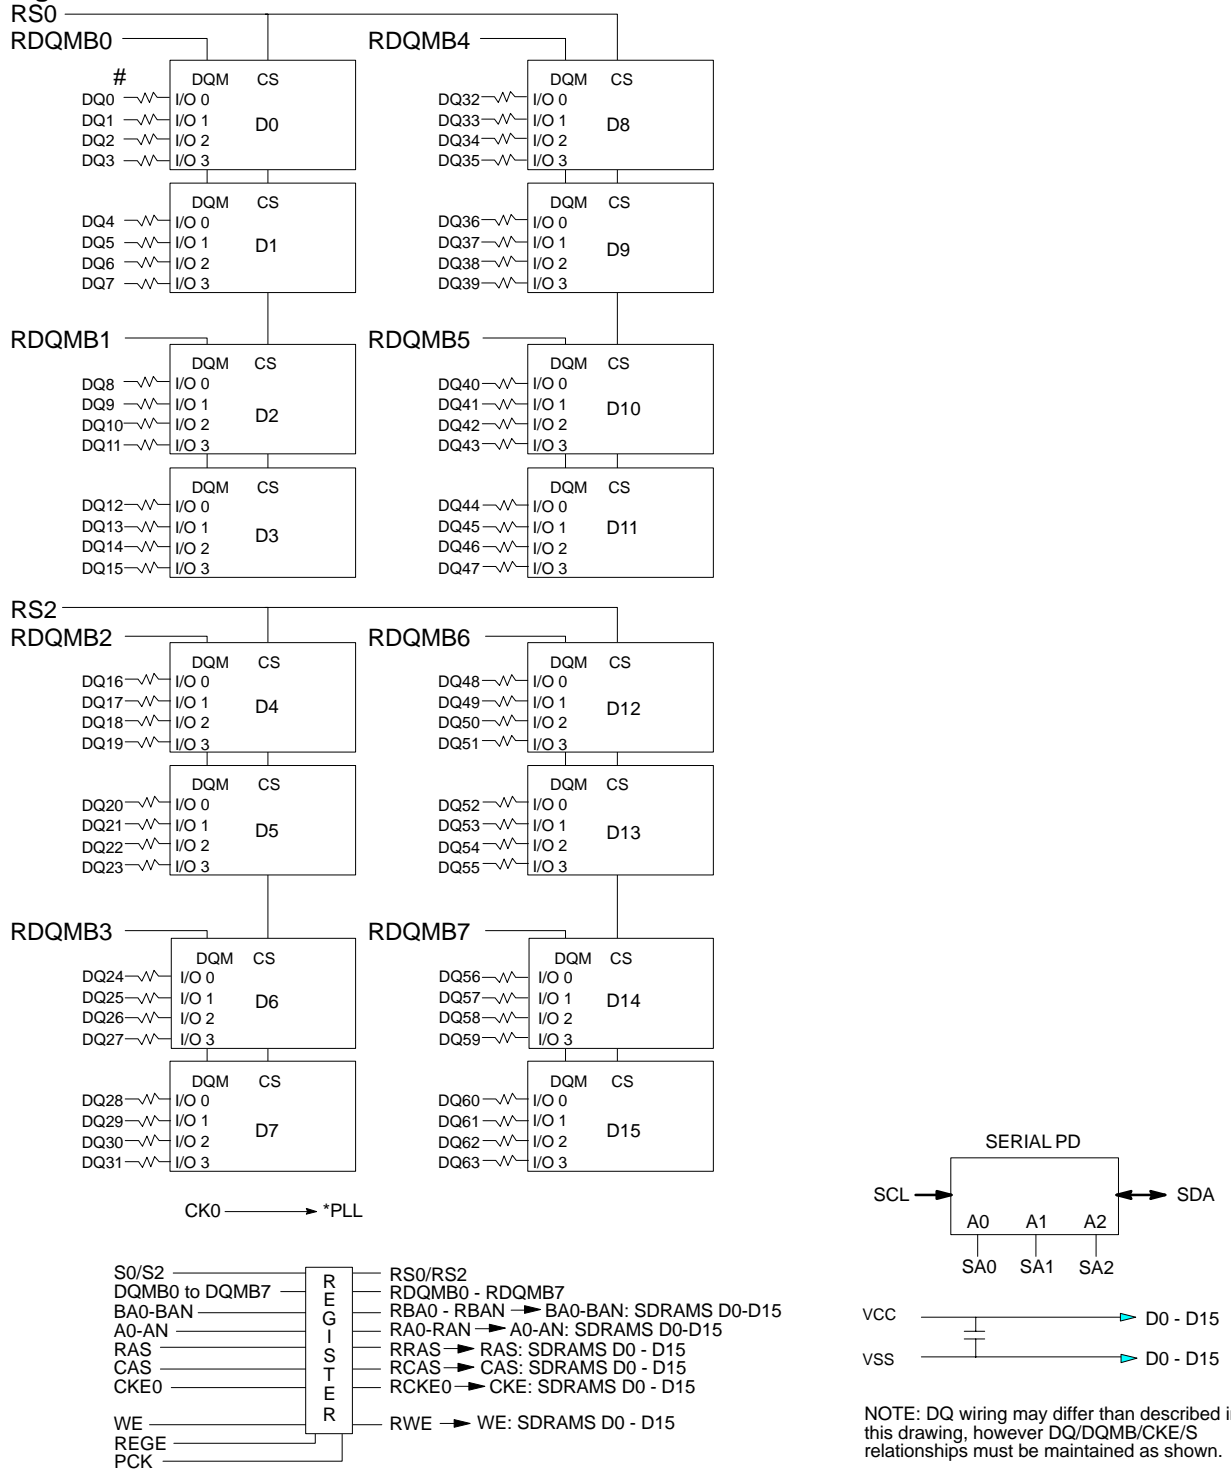 RS0
RDQMB0
#
DQM CS
DQ0 I/O 0
DQ1 I/O 1
DQ2 I/O 2
DQ3 I/O 3
D0
DQM CS
DQ4 I/O 0
DQ5 I/O 1
DQ6 I/O 2
DQ7 I/O 3
D1
RDQMB1
DQM CS
DQ8 I/O 0
DQ9 I/O 1
DQ10 I/O 2
DQ11 I/O 3
D2
DQM CS
DQ12 I/O 0
DQ13 I/O 1
DQ14 I/O 2
DQ15 I/O 3
D3
RDQMB4
DQM CS
DQ32 I/O 0
DQ33 I/O 1
DQ34 I/O 2
DQ35 I/O 3
D8
DQM CS
DQ36 I/O 0
DQ37 I/O 1
DQ38 I/O 2
DQ39 I/O 3
D9
RDQMB5
DQM CS
DQ40 I/O 0
DQ41 I/O 1
DQ42 I/O 2
DQ43 I/O 3
D10
DQM CS
DQ44 I/O 0
DQ45 I/O 1
DQ46 I/O 2
DQ47 I/O 3
D11
RS2
RDQMB2
DQM CS
DQ16 I/O 0
DQ17 I/O 1
DQ18 I/O 2
DQ19 I/O 3
D4
DQM CS
DQ20 I/O 0
DQ21 I/O 1
DQ22 I/O 2
DQ23 I/O 3
D5
RDQMB3
DQM CS
DQ24 I/O 0
DQ25 I/O 1
DQ26 I/O 2
DQ27 I/O 3
D6
DQM CS
DQ28 I/O 0
DQ29 I/O 1
DQ30 I/O 2
DQ31 I/O 3
D7
RDQMB6
DQM CS
DQ48 I/O 0
DQ49 I/O 1
DQ50 I/O 2
DQ51 I/O 3
D12
DQM CS
DQ52 I/O 0
DQ53 I/O 1
DQ54 I/O 2
DQ55 I/O 3
D13
RDQMB7
DQM CS
DQ56 I/O 0
DQ57 I/O 1
DQ58 I/O 2
DQ59 I/O 3
D14
DQM CS
DQ60 I/O 0
DQ61 I/O 1
DQ62 I/O 2
DQ63 I/O 3
D15
CK0 *PLL
S0/S2 RS0/RS2
DQMB0 to DQMB7 RDQMB0 - RDQMB7
BA0-BAN RBA0 - RBAN BA0-BAN: SDRAMS D0-D15
A0-AN RA0-RAN A0-AN: SDRAMS D0-D15
RAS RRAS RAS: SDRAMS D0 - D15
CAS RCAS CAS: SDRAMS D0 - D15
CKE0 RCKE0 CKE: SDRAMS D0 - D15
WE RWE WE: SDRAMS D0 - D15
REGE
PCK
REGISTER
SERIAL PD
SCL SDA
A0 A1 A2
SA0 SA1 SA2
VCC D0 - D15
VSS D0 - D15
NOTE: DQ wiring may differ than described
this drawing, however DQ/DQMB/CKE/S
relationships must be maintained as shown.